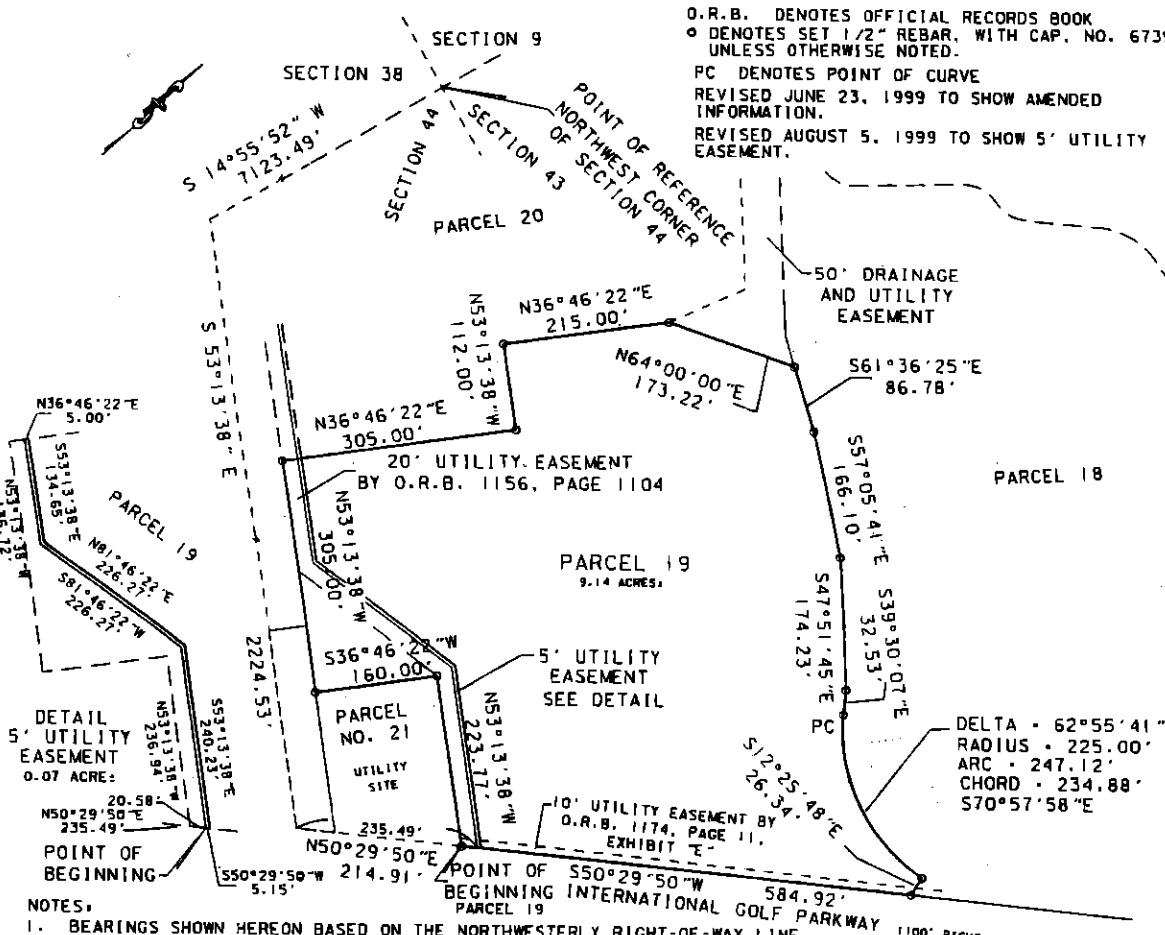 O.R.B. DENOTES OFFICIAL RECORDS BOOK
DENOTES SET 1/2" REBAR, WITH CAP, NO. 673
UNLESS OTHERWISE NOTED.
PC DENOTES POINT OF CURVE
REVISED JUNE 23, 1999 TO SHOW AMENDED
INFORMATION.
REVISED AUGUST 5, 1999 TO SHOW 5' UTILITY
EASEMENT.
SECTION 9
SECTION 38
SECTION 44
SECTION 43
POINT OF REFERENCE
NORTHWEST CORNER
OF SECTION 44
S 14°55'52" W
7123.49'
PARCEL 20
50' DRAINAGE
AND UTILITY
EASEMENT
N36°46'22"E
215.00'
N53°13'38"W
112.00'
N64°00'00"E
173.22'
S61°36'25"E
86.78'
S 53°13'38" E
2224.53'
N36°46'22"E
305.00'
20' UTILITY EASEMENT
BY O.R.B. 1156, PAGE 1104
S57°05'41"E
166.10'
PARCEL 18
N36°46'22"E
5.00'
S53°13'38"E
134.65'
N53°13'38"W
PARCEL 19
N81°46'22"E
226.27'
S81°46'22"W
226.27'
N53°13'38"W
305.00'
PARCEL 19
9.14 ACRES±
S47°51'45"E
174.23'
S39°30'07"E
32.53'
S36°46'22"W
160.00'
5' UTILITY
EASEMENT
SEE DETAIL
PC
DETAIL
5' UTILITY
EASEMENT
0.07 ACRE±
N53°13'38"W
236.94'
S53°13'38"E
240.23'
PARCEL
NO. 21
UTILITY
SITE
N53°13'38"W
223.77'
DELTA = 62°55'41"
RADIUS = 225.00'
ARC = 247.12'
CHORD = 234.88'
S70°57'58"E
S12°25'48"E
26.34'
20.58'
N50°29'50"E
235.49'
POINT OF
BEGINNING
S50°29'50"W
5.15'
235.49'
N50°29'50"E
214.91'
10' UTILITY EASEMENT BY
O.R.B. 1174, PAGE 11,
EXHIBIT "E"
POINT OF
BEGINNING
PARCEL 19
S50°29'50"W
584.92'
INTERNATIONAL GOLF PARKWAY
NOTES:
1. BEARINGS SHOWN HEREON BASED ON THE NORTHWESTERLY RIGHT-OF-WAY LINE